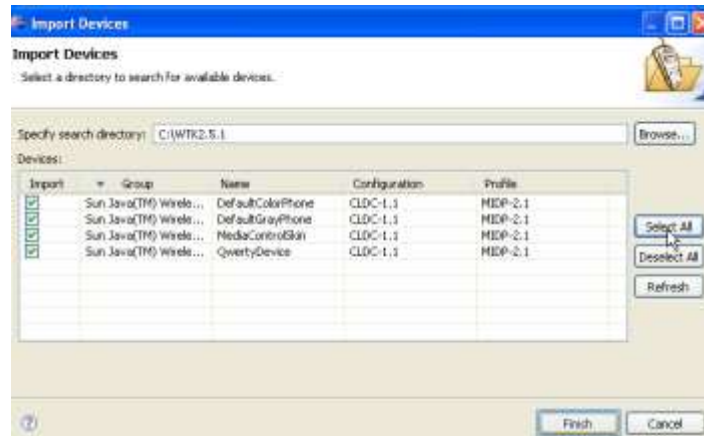 Import Devices
Import Devices
Select a directory to search for available devices.
Specify search directory: C:\WTK2.5.1 Browse...
Devices:
Import Group Name Configuration Profile
Sun Java(TM) Wirele... DefaultColorPhone CLDC-1.1 MIDP-2.1
Sun Java(TM) Wirele... DefaultGrayPhone CLDC-1.1 MIDP-2.1
Sun Java(TM) Wirele... MediaControlSkin CLDC-1.1 MIDP-2.1
Sun Java(TM) Wirele... QwertyDevice CLDC-1.1 MIDP-2.1
Select All
Deselect All
Refresh
? Finish Cancel